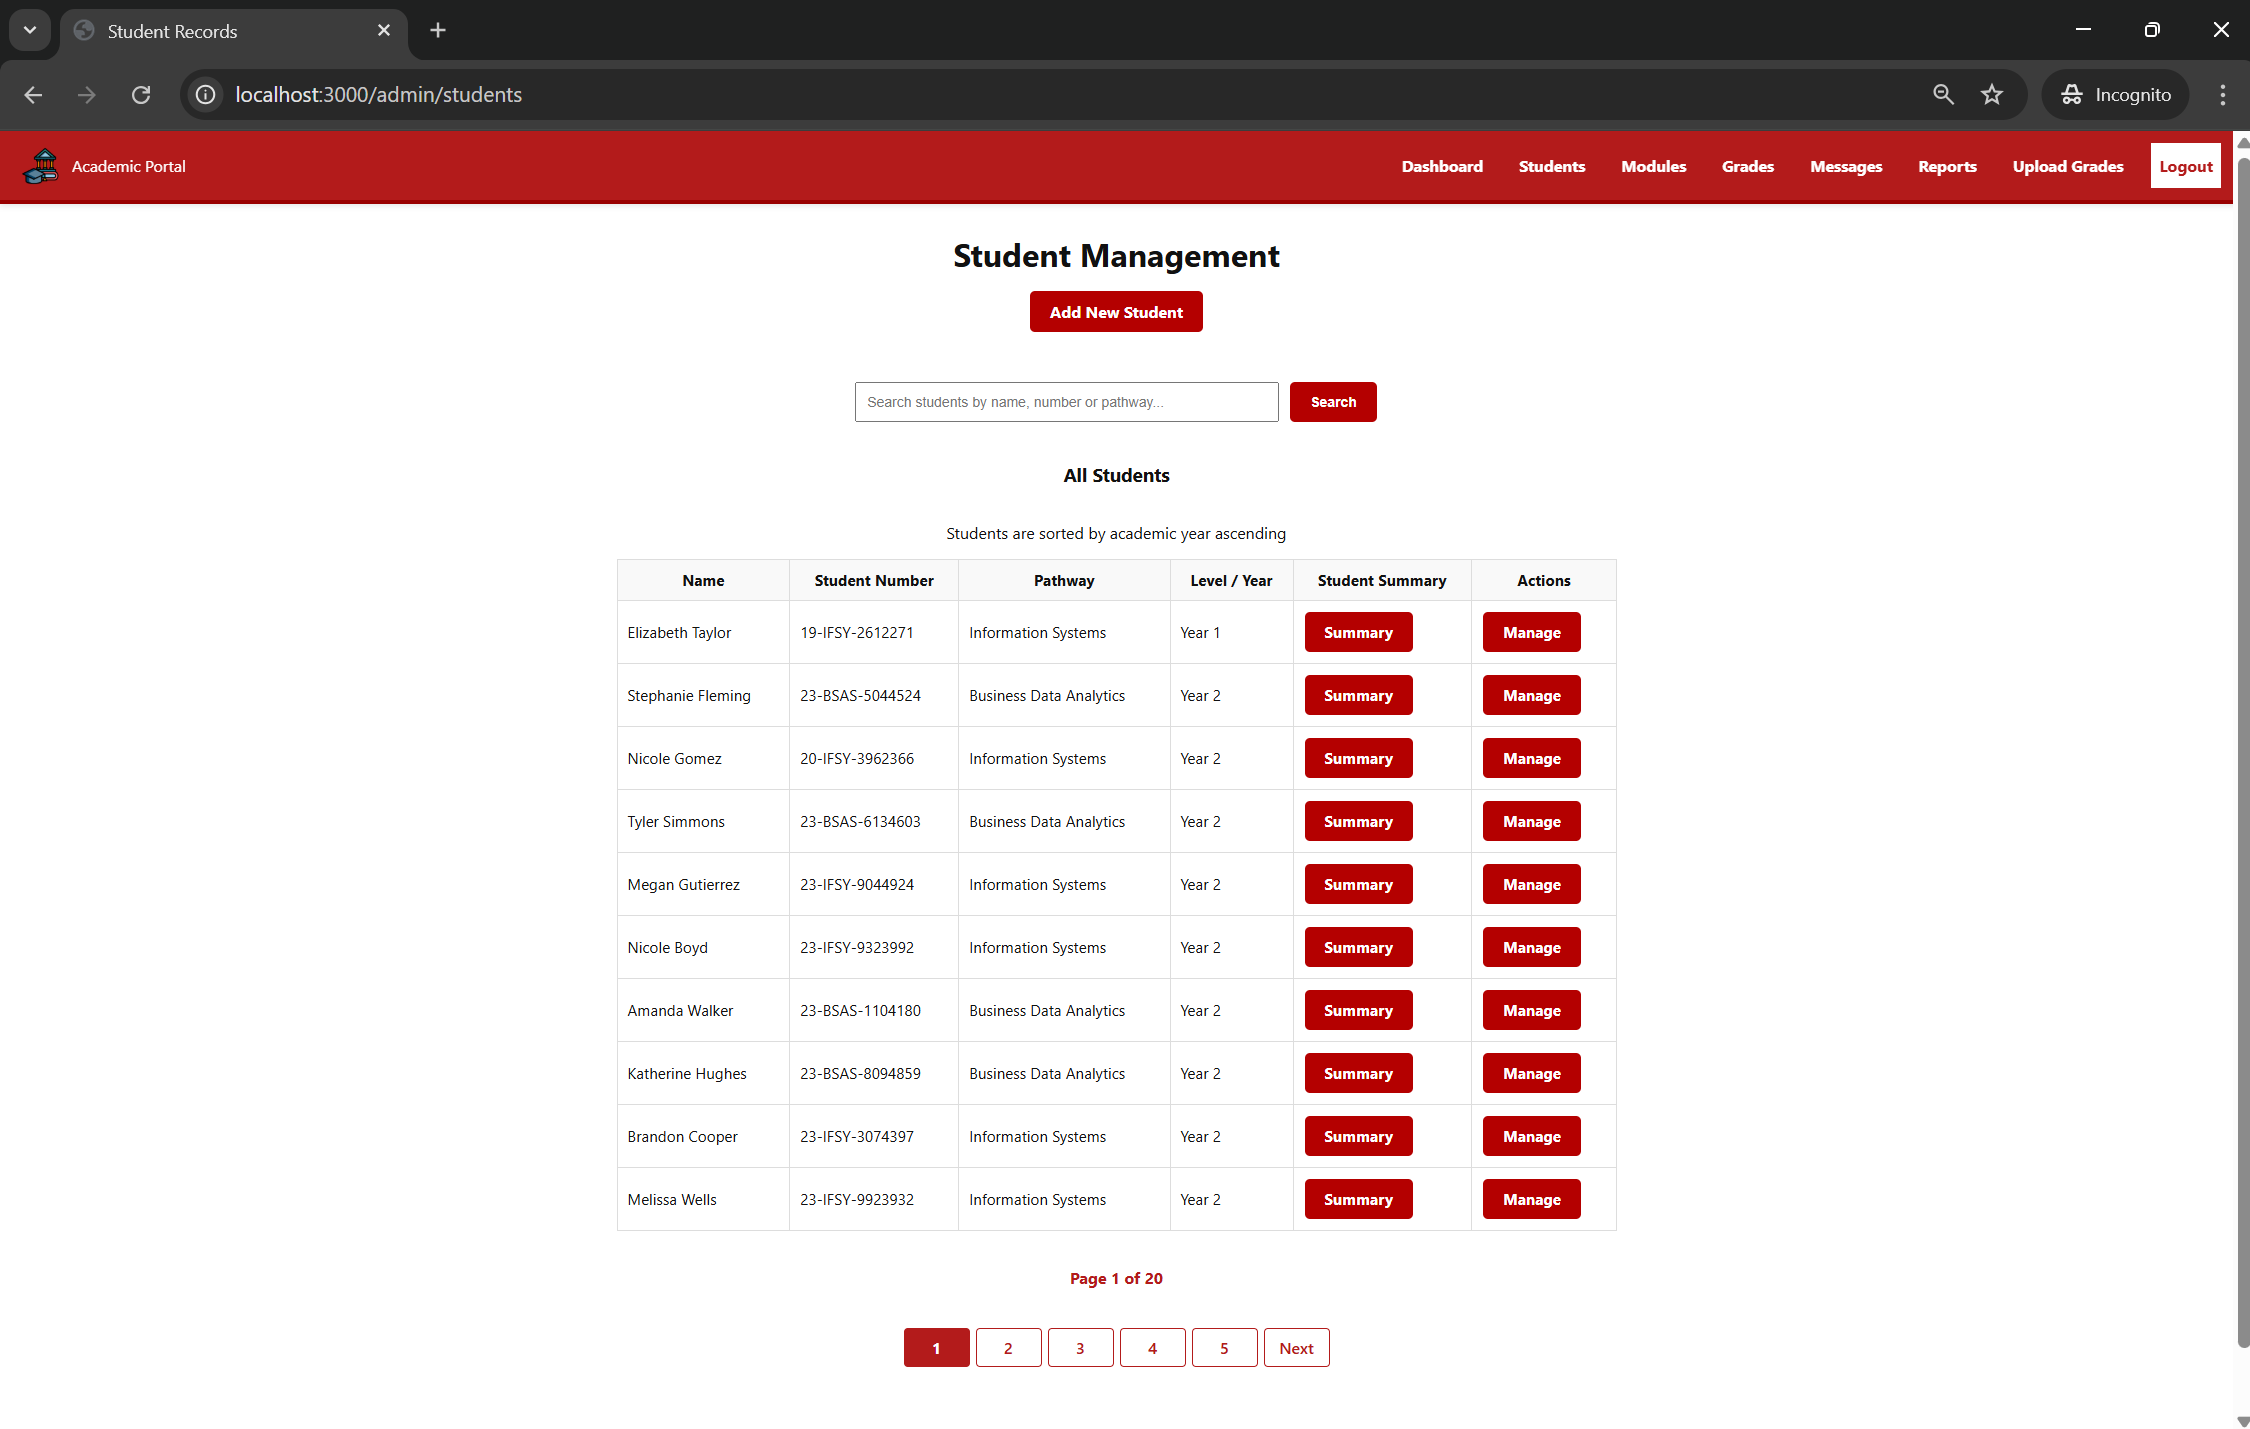 Student Records
localhost:3000/admin/students
Incognito
Academic Portal
Dashboard Students Modules Grades Messages Reports Upload Grades Logout
Student Management
Add New Student
Search students by name, number or pathway... Search
All Students
Students are sorted by academic year ascending
Name Student Number Pathway Level / Year Student Summary Actions
Elizabeth Taylor 19-IFSY-2612271 Information Systems Year 1 Summary Manage
Stephanie Fleming 23-BSAS-5044524 Business Data Analytics Year 2 Summary Manage
Nicole Gomez 20-IFSY-3962366 Information Systems Year 2 Summary Manage
Tyler Simmons 23-BSAS-6134603 Business Data Analytics Year 2 Summary Manage
Megan Gutierrez 23-IFSY-9044924 Information Systems Year 2 Summary Manage
Nicole Boyd 23-IFSY-9323992 Information Systems Year 2 Summary Manage
Amanda Walker 23-BSAS-1104180 Business Data Analytics Year 2 Summary Manage
Katherine Hughes 23-BSAS-8094859 Business Data Analytics Year 2 Summary Manage
Brandon Cooper 23-IFSY-3074397 Information Systems Year 2 Summary Manage
Melissa Wells 23-IFSY-9923932 Information Systems Year 2 Summary Manage
Page 1 of 20
1 2 3 4 5 Next